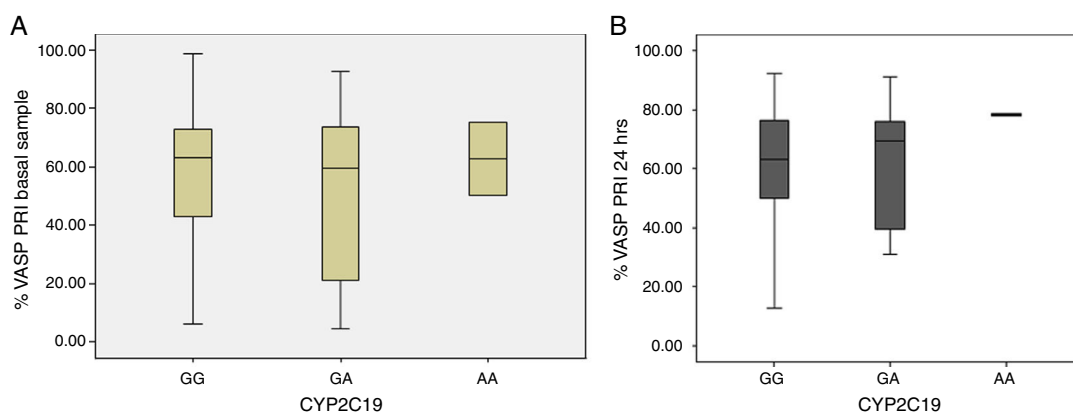 A
% VASP PRI basal sample
100.00
80.00
60.00
40.00
20.00
0.00
GG GA AA
CYP2C19
B
% VASP PRI 24 hrs
100.00
80.00
60.00
40.00
20.00
0.00
GG GA AA
CYP2C19